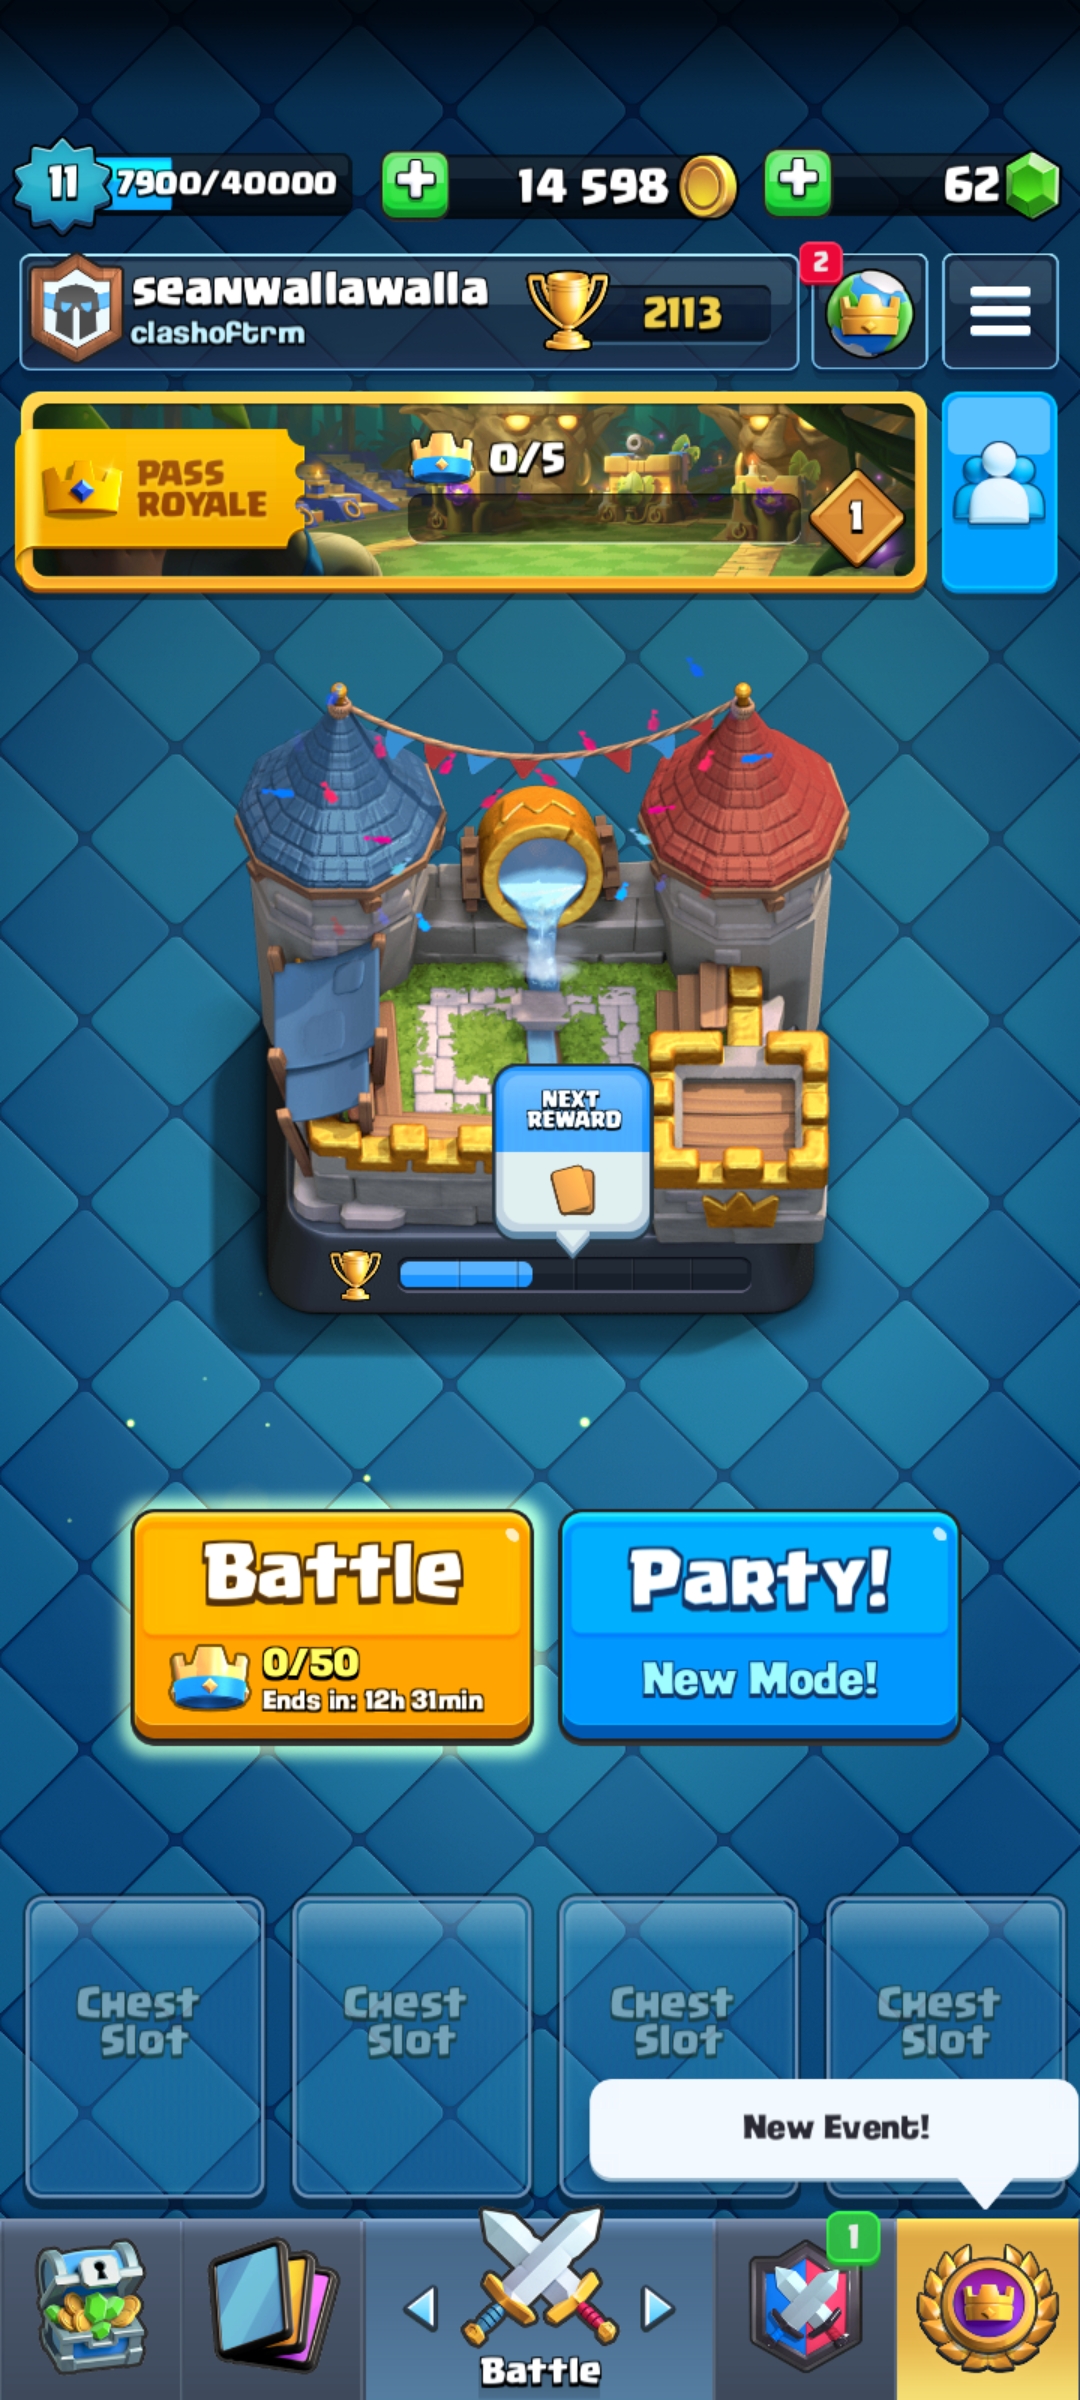 11
7900/40000
14 598
62
seanwallawalla
2113
2
clashoftrm
PASS
ROYALE
0/5
1
NEXT
REWARD
Battle
0/50
Ends in: 12h 31min
Party!
New Mode!
Chest
Slot
Chest
Slot
Chest
Slot
Chest
Slot
New Event!
1
Battle